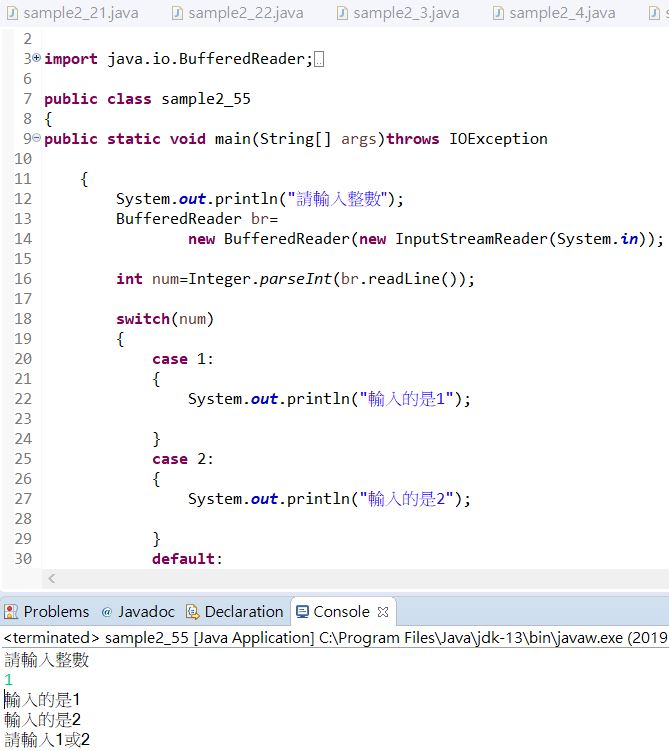 sample2_21.java sample2_22.java sample2_3.java sample2_4.java s
2
3 import java.io.BufferedReader;
6
7 public class sample2_55
8 {
9 public static void main(String[] args)throws IOException
10
11 {
12 System.out.println("請輸入整數");
13 BufferedReader br=
14 new BufferedReader(new InputStreamReader(System.in));
15
16 int num=Integer.parseInt(br.readLine());
17
18 switch(num)
19 {
20 case 1:
21 {
22 System.out.println("輸入的是1");
23
24 }
25 case 2:
26 {
27 System.out.println("輸入的是2");
28
29 }
30 default:
Problems @ Javadoc Declaration Console
<terminated> sample2_55 [Java Application] C:\Program Files\Java\jdk-13\bin\javaw.exe (2019
請輸入整數
1
輸入的是1
輸入的是2
請輸入1或2